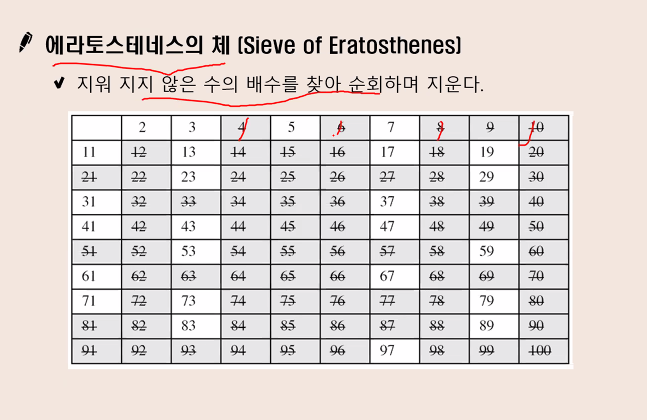 에라토스테네스의 체 (Sieve of Eratosthenes)
✔ 지워 지지 않은 수의 배수를 찾아 순회하며 지운다.
2 3 4 5 6 7 8 9 10
11 12 13 14 15 16 17 18 19 20
21 22 23 24 25 26 27 28 29 30
31 32 33 34 35 36 37 38 39 40
41 42 43 44 45 46 47 48 49 50
51 52 53 54 55 56 57 58 59 60
61 62 63 64 65 66 67 68 69 70
71 72 73 74 75 76 77 78 79 80
81 82 83 84 85 86 87 88 89 90
91 92 93 94 95 96 97 98 99 100